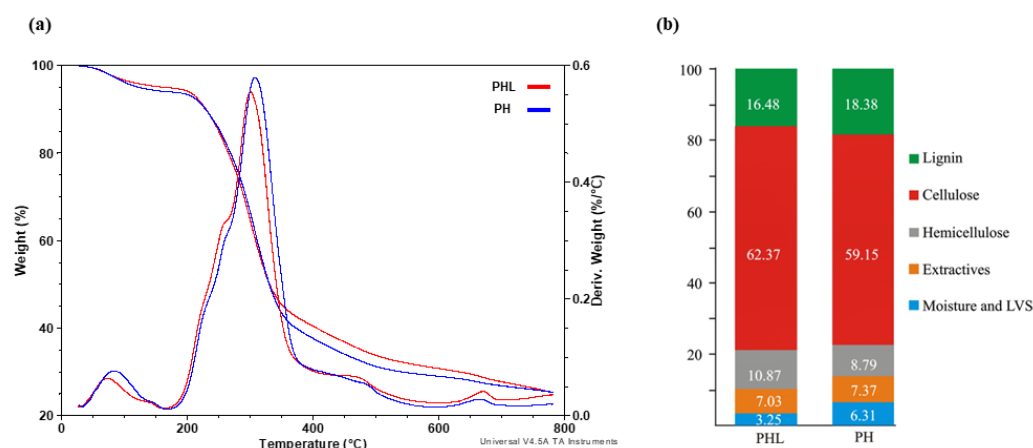 (a)
(b)
100
80
60
40
20
Weight (%)
0
200
400
600
800
Temperature (°C)
0.6
0.4
0.2
0.0
Deriv. Weight (%/°C)
PHL
PH
Universal V4.5A TA Instruments
100
80
60
40
20
16.48
62.37
10.87
7.03
3.25
PHL
18.38
59.15
8.79
7.37
6.31
PH
Lignin
Cellulose
Hemicellulose
Extractives
Moisture and LVS